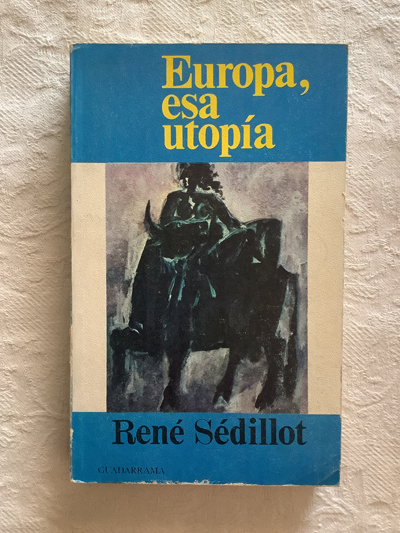 Europa,
esa
utopía
René Sédillot
GUADARRAMA